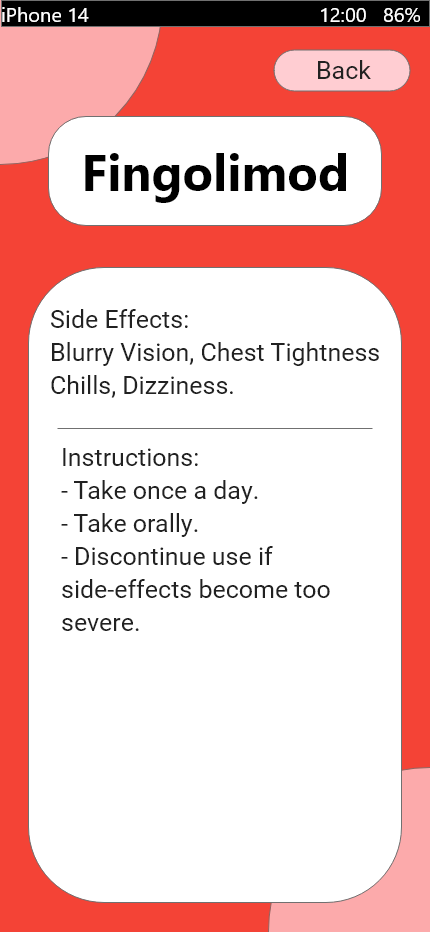 iPhone 14 12:00 86%
Back
Fingolimod
Side Effects:
Blurry Vision, Chest Tightness
Chills, Dizziness.
Instructions:
- Take once a day.
- Take orally.
- Discontinue use if
side-effects become too
severe.